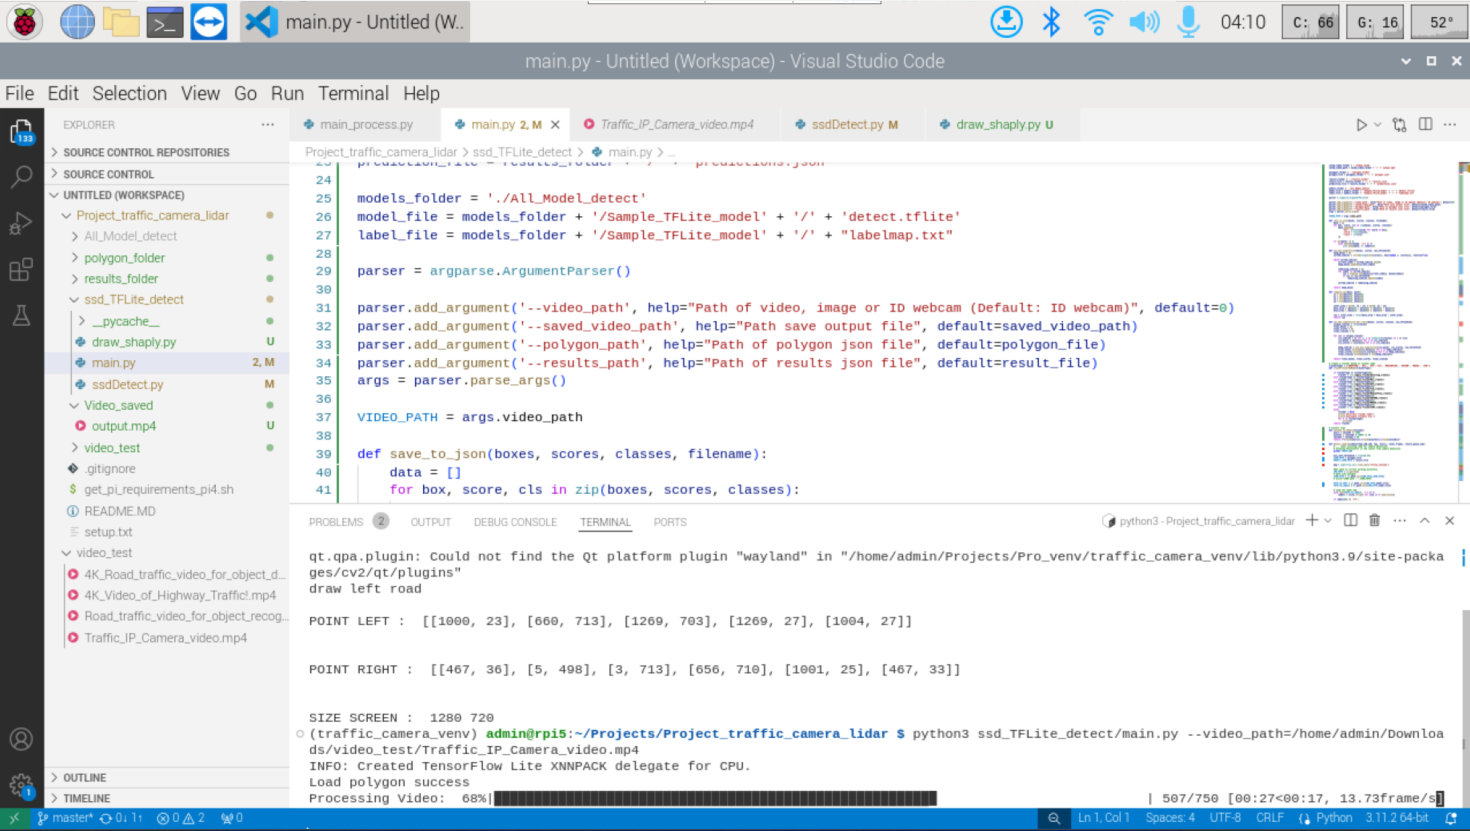 main.py - Untitled (W..
04:10
C: 66
G: 16
52°
main.py - Untitled (Workspace) - Visual Studio Code
File Edit Selection View Go Run Terminal Help
EXPLORER
133
SOURCE CONTROL REPOSITORIES
SOURCE CONTROL
UNTITLED (WORKSPACE)
Project_traffic_camera_lidar
All_Model_detect
polygon_folder
results_folder
ssd_TFLite_detect
__pycache__
draw_shaply.py U
main.py 2, M
ssdDetect.py M
Video_saved
output.mp4 U
video_test
.gitignore
$ get_pi_requirements_pi4.sh
README.MD
setup.txt
video_test
4K_Road_traffic_video_for_object_d...
4K_Video_of_Highway_Traffic!.mp4
Road_traffic_video_for_object_recog...
Traffic_IP_Camera_video.mp4
OUTLINE
TIMELINE
1
main_process.py
main.py 2, M
Traffic_IP_Camera_video.mp4
ssdDetect.py M
draw_shaply.py U
Project_traffic_camera_lidar > ssd_TFLite_detect > main.py > ...
23 prediction_file = results_folder + '/' + 'predictions.json'
24
25 models_folder = './All_Model_detect'
26 model_file = models_folder + '/Sample_TFLite_model' + '/' + 'detect.tflite'
27 label_file = models_folder + '/Sample_TFLite_model' + '/' + "labelmap.txt"
28
29 parser = argparse.ArgumentParser()
30
31 parser.add_argument('--video_path', help="Path of video, image or ID webcam (Default: ID webcam)", default=0)
32 parser.add_argument('--saved_video_path', help="Path save output file", default=saved_video_path)
33 parser.add_argument('--polygon_path', help="Path of polygon json file", default=polygon_file)
34 parser.add_argument('--results_path', help="Path of results json file", default=result_file)
35 args = parser.parse_args()
36
37 VIDEO_PATH = args.video_path
38
39 def save_to_json(boxes, scores, classes, filename):
40 data = []
41 for box, score, cls in zip(boxes, scores, classes):
PROBLEMS 2 OUTPUT DEBUG CONSOLE TERMINAL PORTS
python3 - Project_traffic_camera_lidar
qt.qpa.plugin: Could not find the Qt platform plugin "wayland" in "/home/admin/Projects/Pro_venv/traffic_camera_venv/lib/python3.9/site-packa
ges/cv2/qt/plugins"
draw left road
POINT LEFT : [[1000, 23], [660, 713], [1269, 703], [1269, 27], [1004, 27]]
POINT RIGHT : [[467, 36], [5, 498], [3, 713], [656, 710], [1001, 25], [467, 33]]
SIZE SCREEN : 1280 720
(traffic_camera_venv) admin@rpi5:~/Projects/Project_traffic_camera_lidar $ python3 ssd_TFLite_detect/main.py --video_path=/home/admin/Downloa
ds/video_test/Traffic_IP_Camera_video.mp4
INFO: Created TensorFlow Lite XNNPACK delegate for CPU.
Load polygon success
Processing Video: 68%| | 507/750 [00:27<00:17, 13.73frame/s]
master* 0↓ 1↑ 0 2 0
Ln 1, Col 1 Spaces: 4 UTF-8 CRLF Python 3.11.2 64-bit